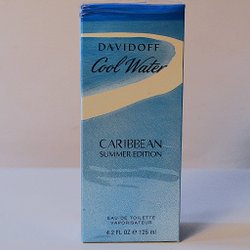 DAVIDOFF
Cool Water
CARIBBEAN
SUMMER EDITION
EAU DE TOILETTE
VAPORISATEUR
4.2 FL OZ ℮ 125 ml